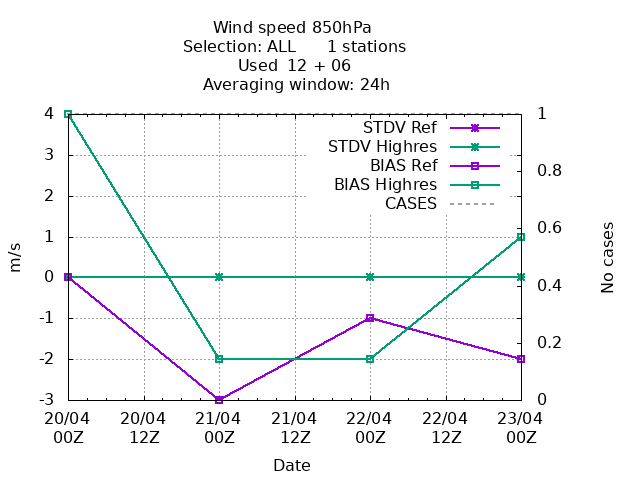 Wind speed 850hPa
Selection: ALL 1 stations
Used 12 + 06
Averaging window: 24h
4 1
3
2
1
0
-1
-2
-3
0.8
0.6
0.4
0.2
0
STDV Ref
STDV Highres
BIAS Ref
BIAS Highres
CASES
m/s
No cases
20/04 20/04 21/04 21/04 22/04 22/04 23/04
00Z 12Z 00Z 12Z 00Z 12Z 00Z
Date